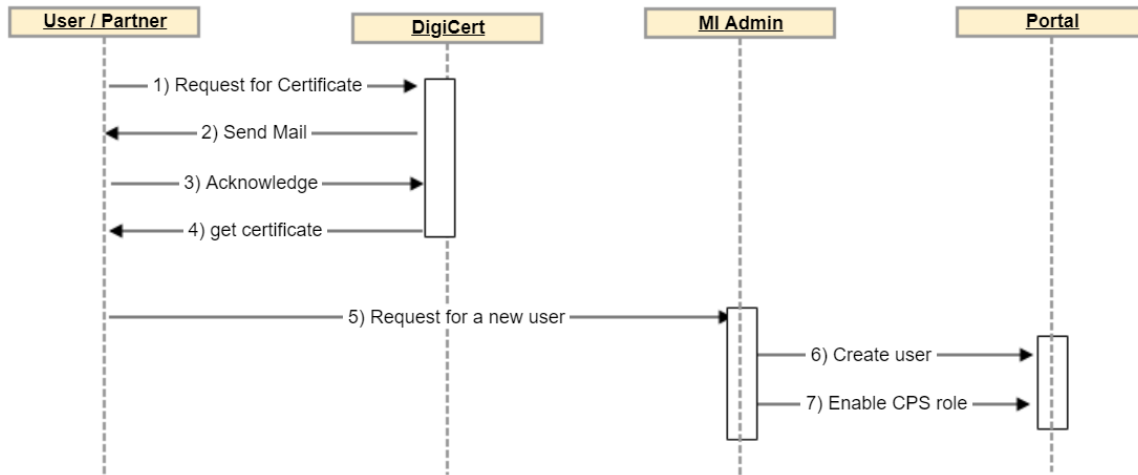 User / Partner
DigiCert
MI Admin
Portal
1) Request for Certificate
2) Send Mail
3) Acknowledge
4) get certificate
5) Request for a new user
6) Create user
7) Enable CPS role